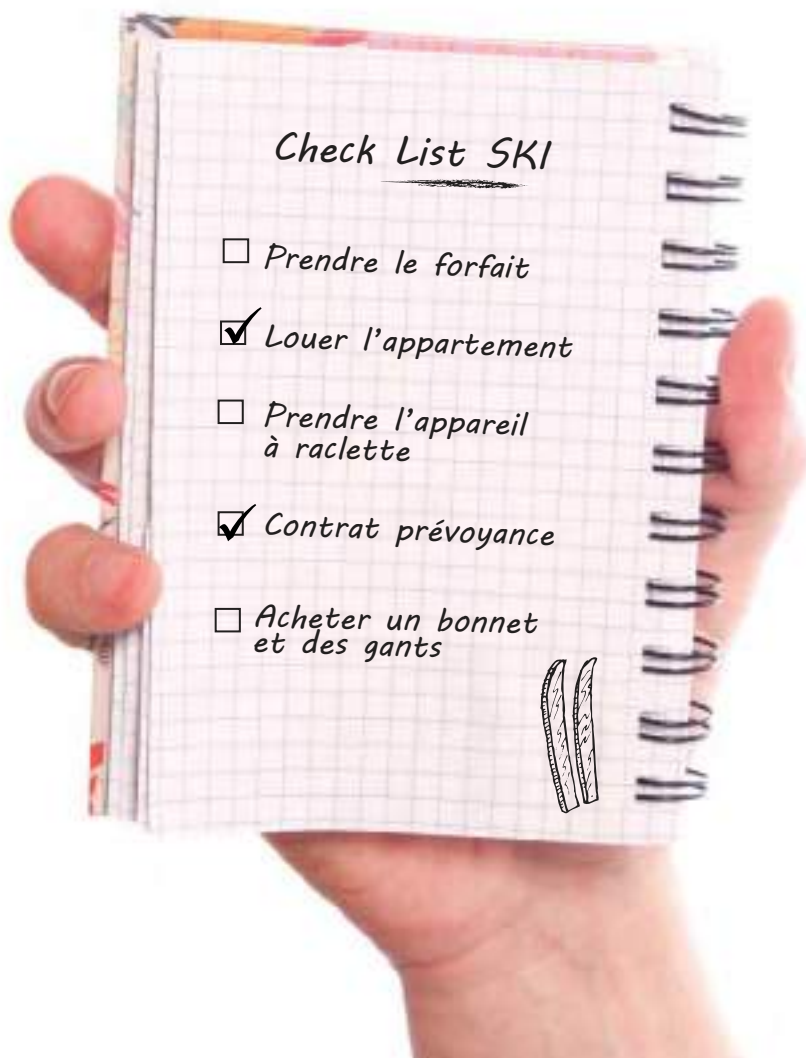 Check List SKI
Prendre le forfait
Louer l’appartement
Prendre l’appareil
à raclette
Contrat prévoyance
Acheter un bonnet
et des gants